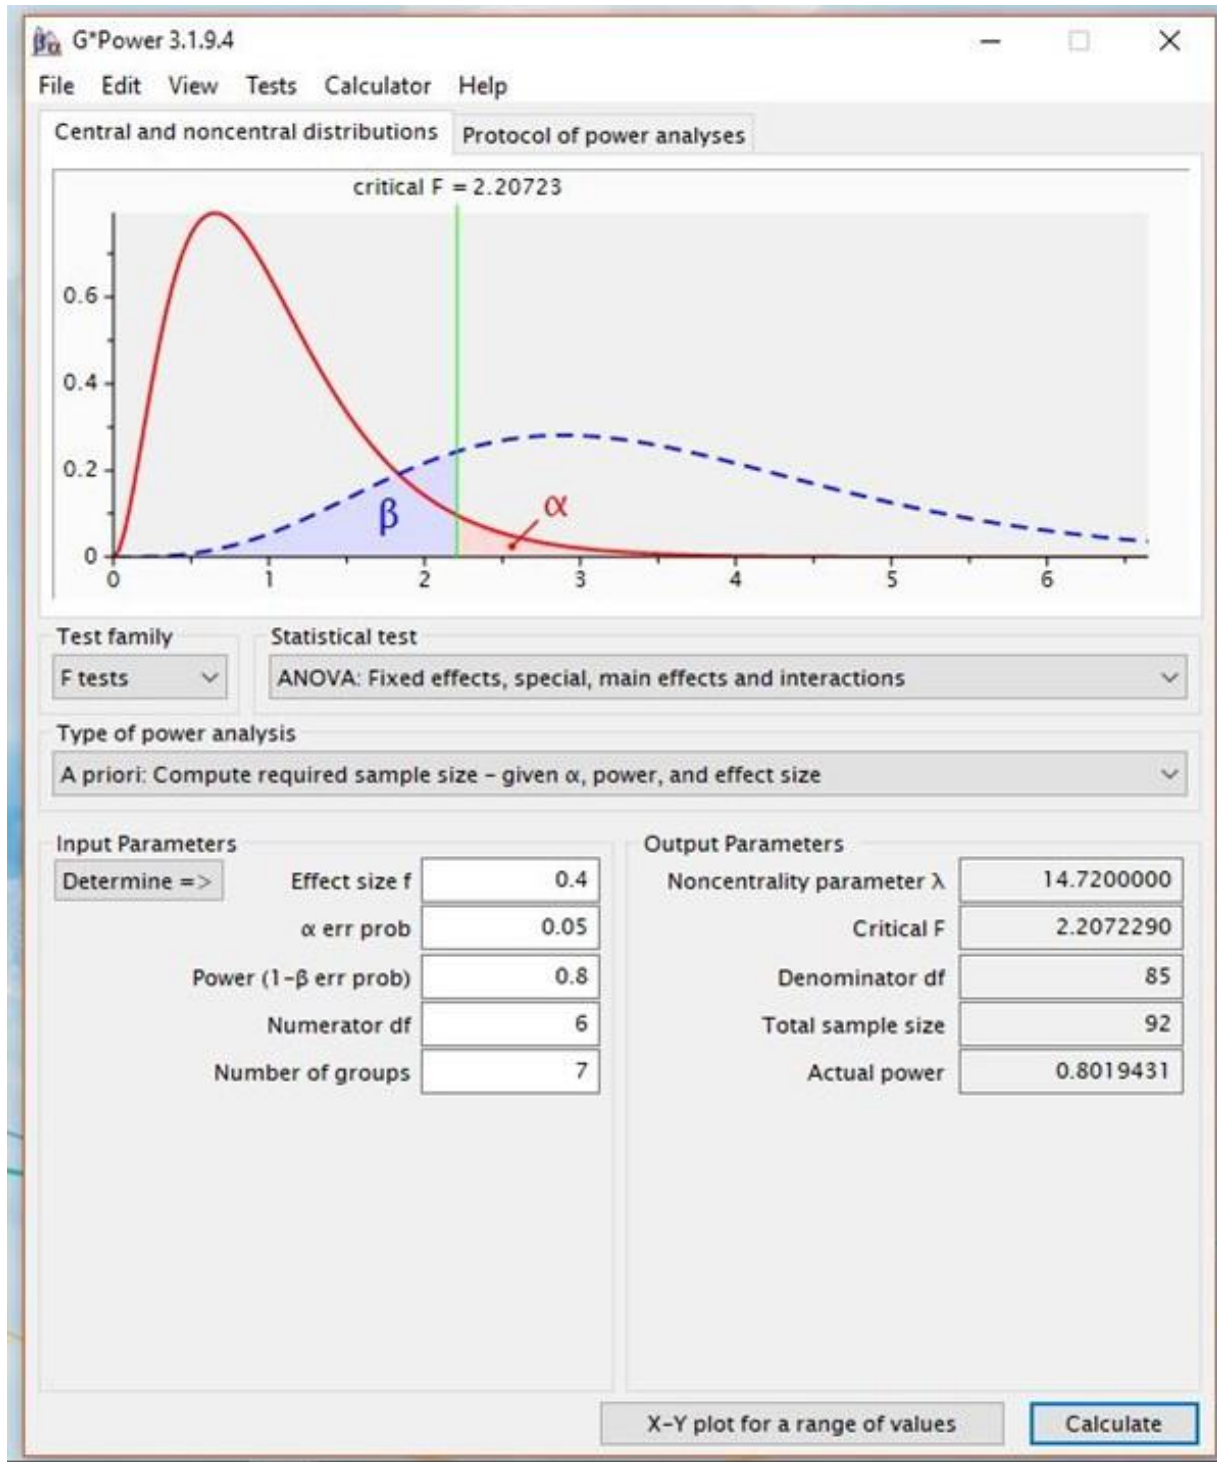 G*Power 3.1.9.4
File Edit View Tests Calculator Help
Central and noncentral distributions Protocol of power analyses
critical F = 2.20723
0.6
0.4
0.2
0
β
α
0 1 2 3 4 5 6
Test family Statistical test
F tests ANOVA: Fixed effects, special, main effects and interactions
Type of power analysis
A priori: Compute required sample size – given α, power, and effect size
Input Parameters Output Parameters
Determine => Effect size f 0.4 Noncentrality parameter λ 14.7200000
α err prob 0.05 Critical F 2.2072290
Power (1−β err prob) 0.8 Denominator df 85
Numerator df 6 Total sample size 92
Number of groups 7 Actual power 0.8019431
X−Y plot for a range of values Calculate